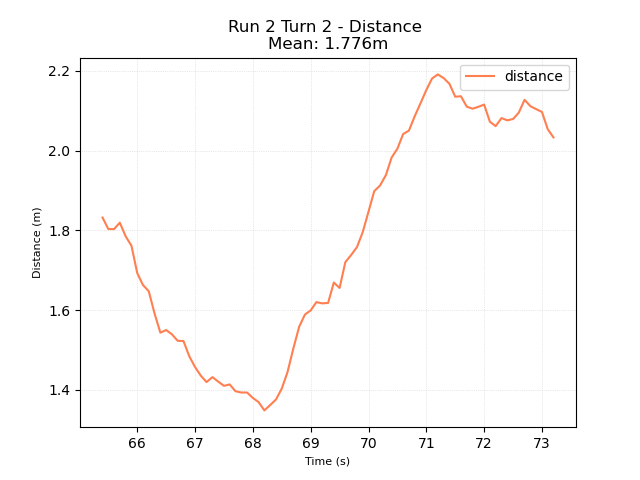 Run 2 Turn 2 - Distance
Mean: 1.776m
distance
2.2
2.0
1.8
1.6
1.4
Distance (m)
66 67 68 69 70 71 72 73
Time (s)